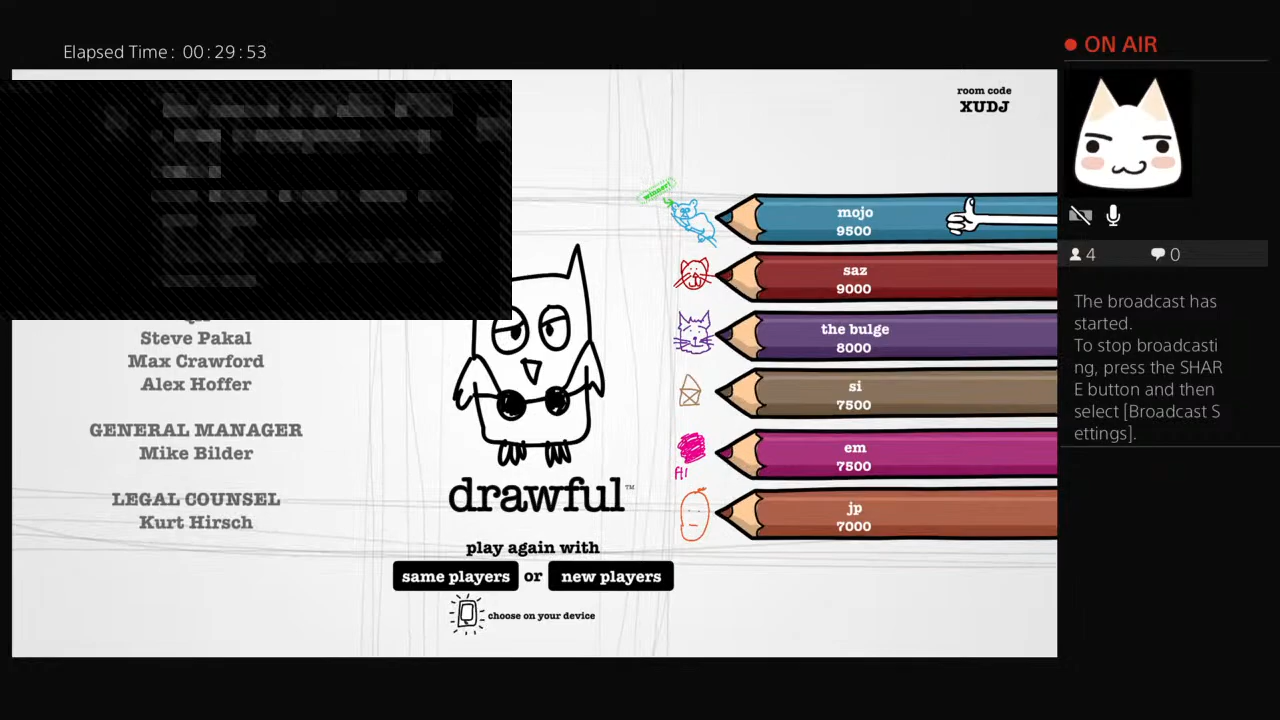 Elapsed Time: 00:29:53
ON AIR
room code
XUDJ
winner!
mojo
9500
4
0
saz
9000
The broadcast has
started.
To stop broadcasti
ng, press the SHAR
E button and then
select [Broadcast S
ettings].
the bulge
8000
Steve Pakal
Max Crawford
Alex Hoffer
si
7500
GENERAL MANAGER
Mike Bilder
em
7500
HI
LEGAL COUNSEL
Kurt Hirsch
drawful™
jp
7000
play again with
same players or new players
choose on your device